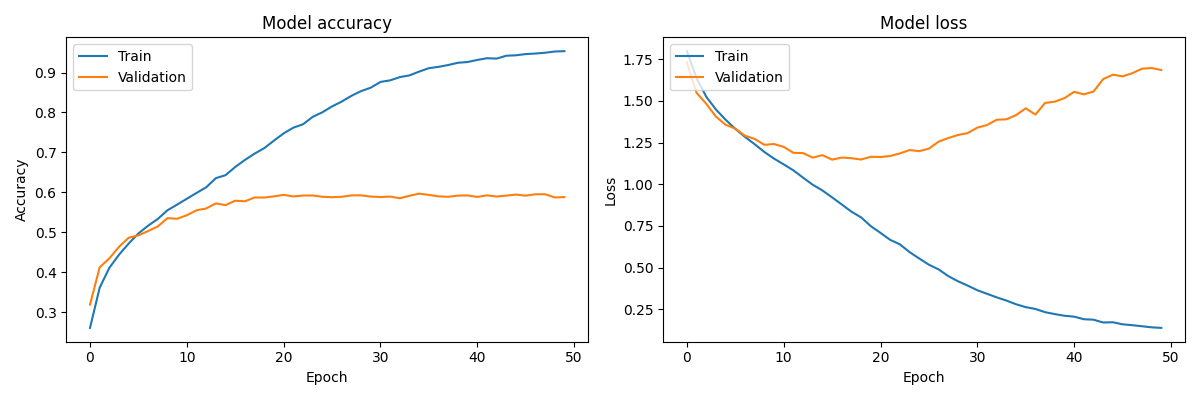 Model accuracy
Train
Validation
0.9
0.8
0.7
0.6
0.5
0.4
0.3
Accuracy
0 10 20 30 40 50
Epoch
Model loss
Train
Validation
1.75
1.50
1.25
1.00
0.75
0.50
0.25
Loss
0 10 20 30 40 50
Epoch